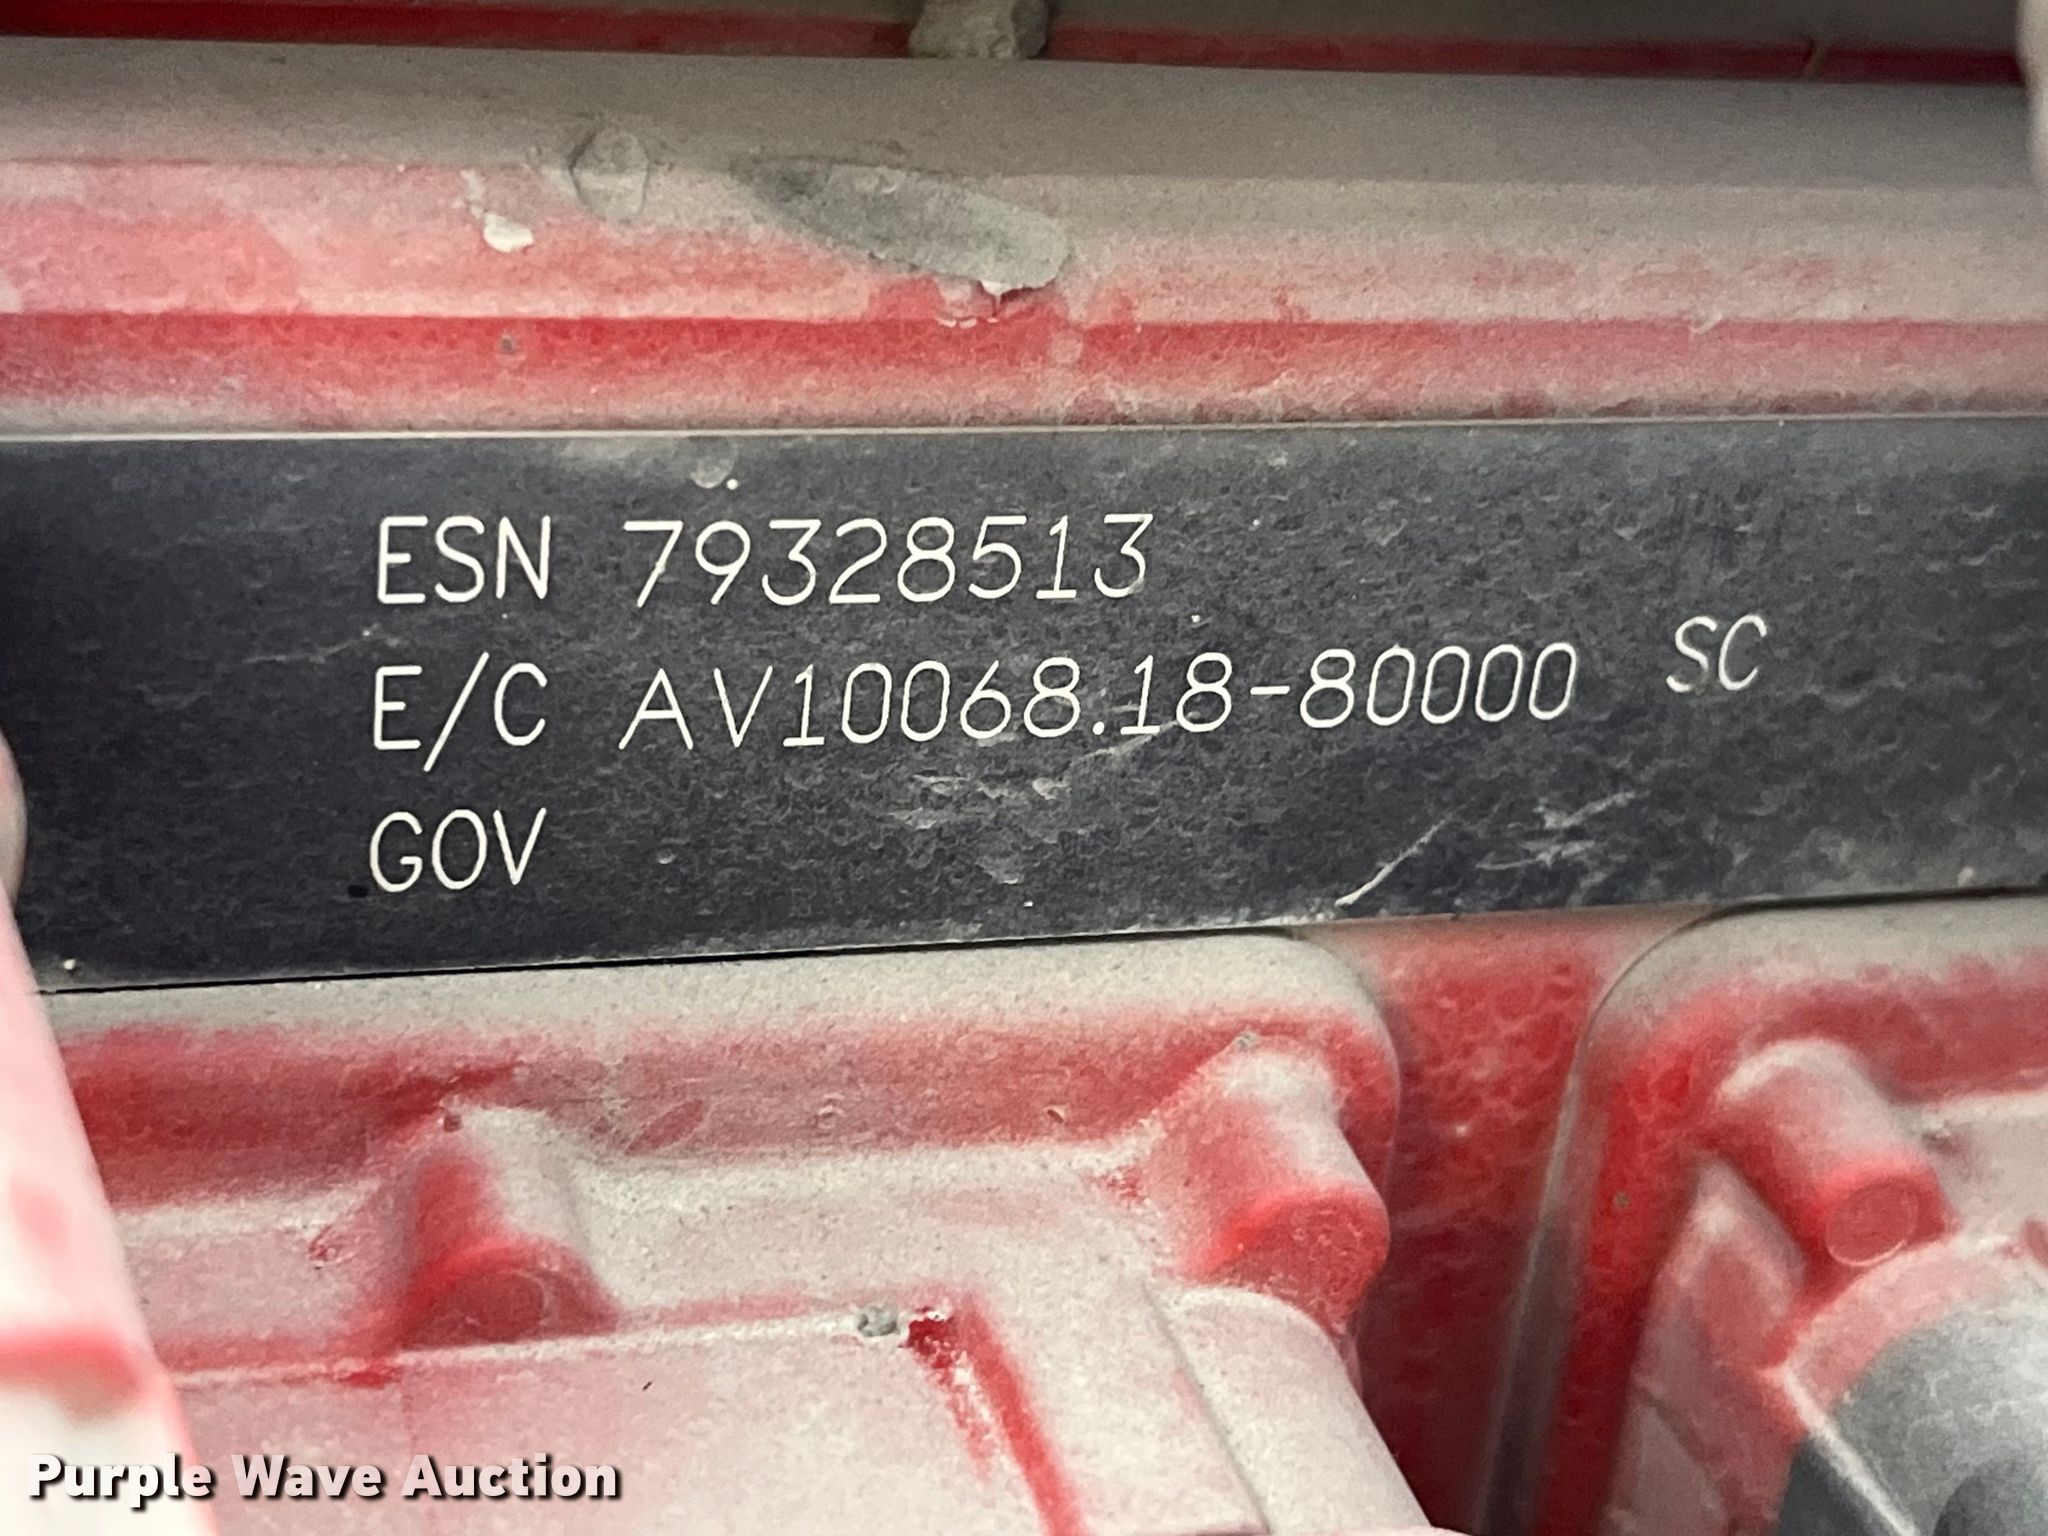 ESN 79328513
E/C AV10068.18-80000 SC
GOV
Purple Wave Auction